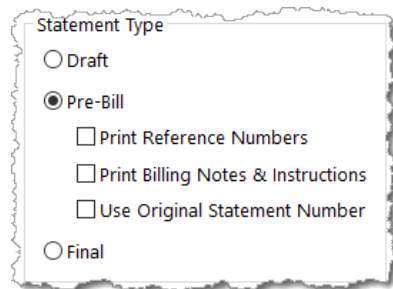 Statement Type
Draft
Pre-Bill
Print Reference Numbers
Print Billing Notes & Instructions
Use Original Statement Number
Final